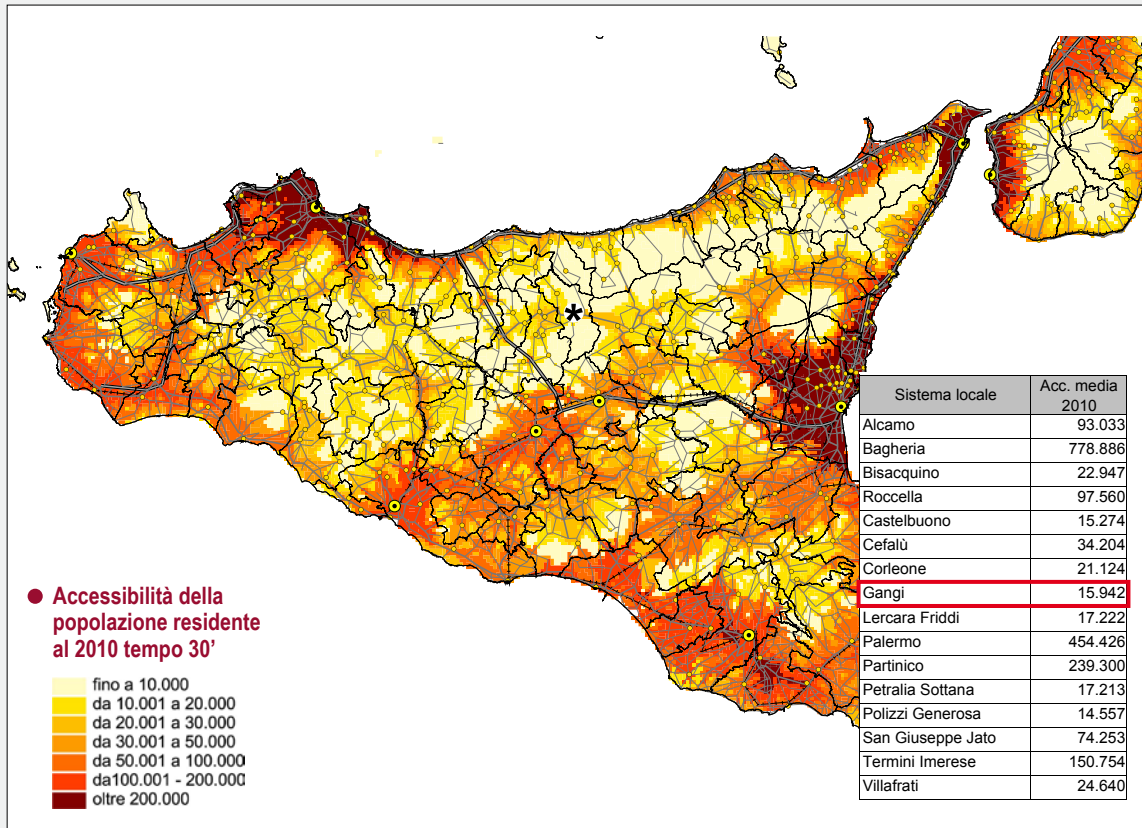 Sistema locale Acc. media 2010
Alcamo 93.033
Bagheria 778.886
Bisacquino 22.947
Roccella 97.560
Castelbuono 15.274
Cefalù 34.204
Corleone 21.124
Gangi 15.942
Lercara Friddi 17.222
Palermo 454.426
Partinico 239.300
Petralia Sottana 17.213
Polizzi Generosa 14.557
San Giuseppe Jato 74.253
Termini Imerese 150.754
Villafrati 24.640
Accessibilità della
popolazione residente
al 2010 tempo 30’
fino a 10.000
da 10.001 a 20.000
da 20.001 a 30.000
da 30.001 a 50.000
da 50.001 a 100.000
da100.001 - 200.000
oltre 200.000
*